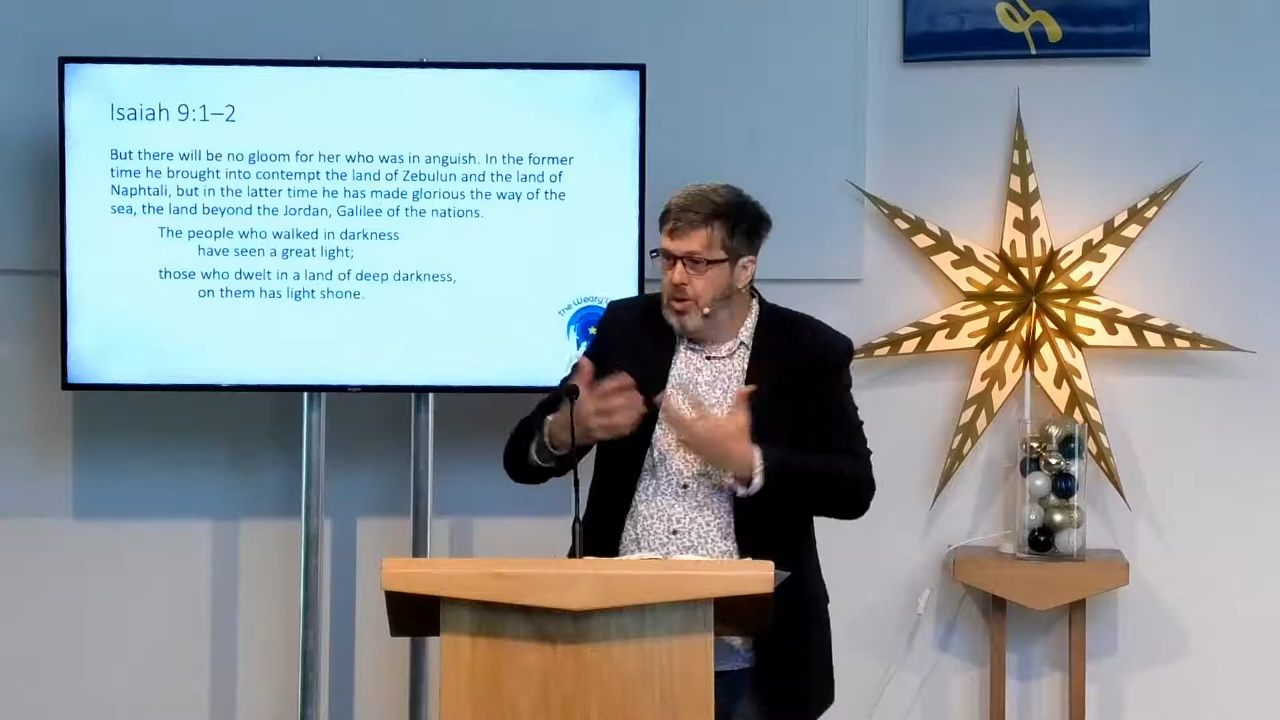 Isaiah 9:1–2
But there will be no gloom for her who was in anguish. In the former
time he brought into contempt the land of Zebulun and the land of
Naphtali, but in the latter time he has made glorious the way of the
sea, the land beyond the Jordan, Galilee of the nations.
The people who walked in darkness
have seen a great light;
those who dwelt in a land of deep darkness,
on them has light shone.
the Weary